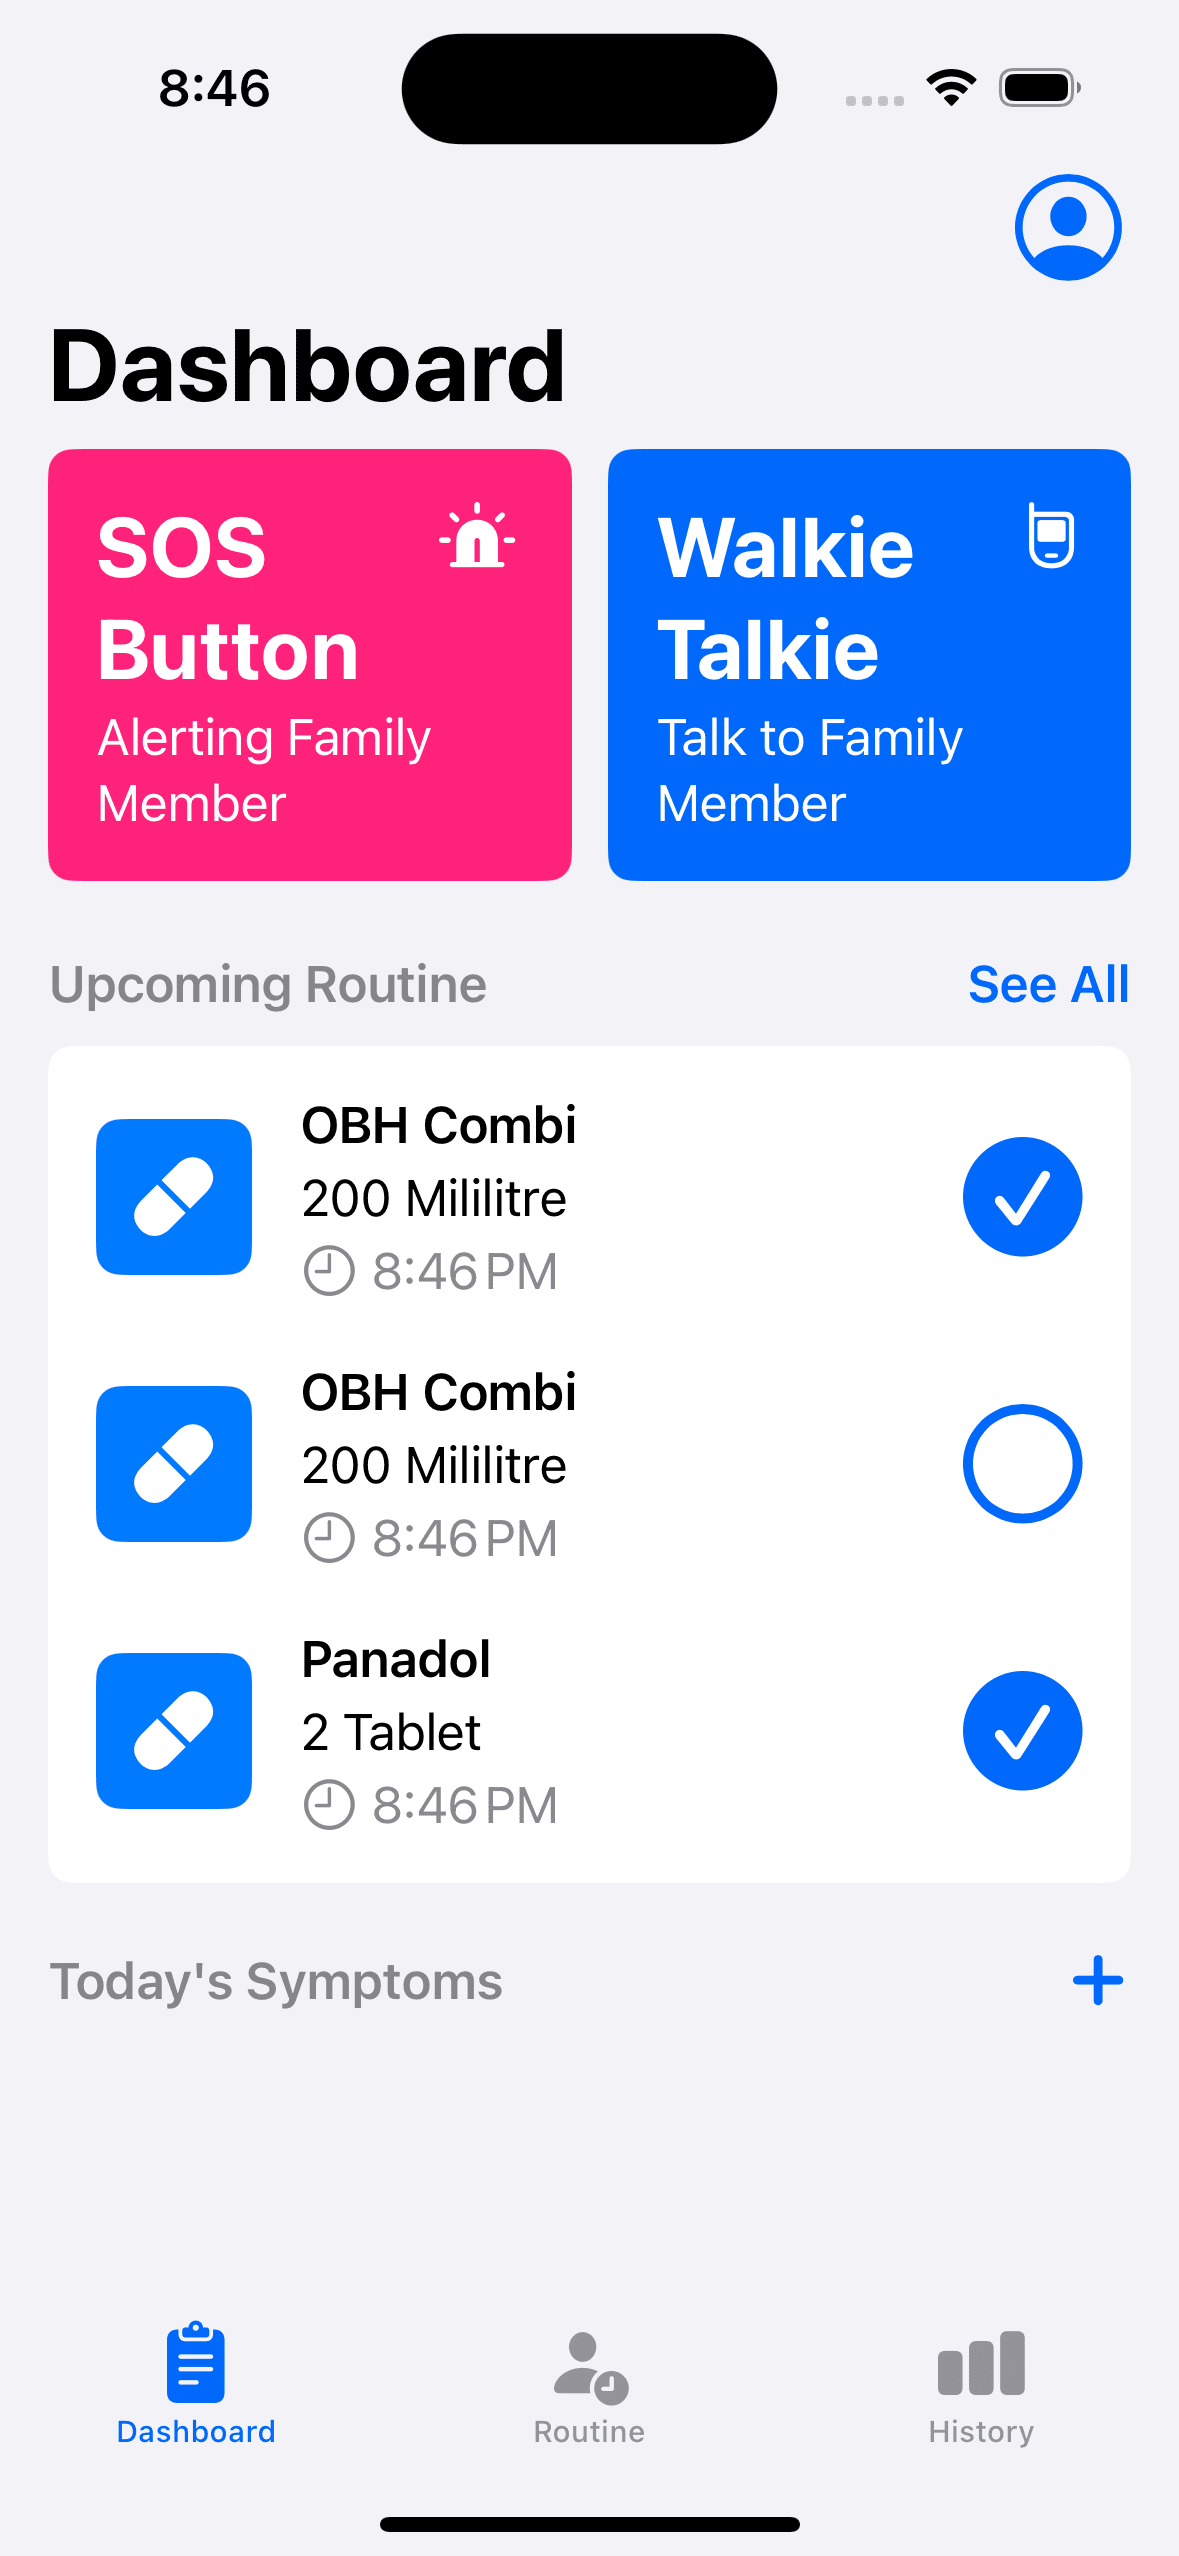 8:46
Dashboard
SOS
Button
Alerting Family
Member
Walkie
Talkie
Talk to Family
Member
Upcoming Routine
See All
OBH Combi
200 Mililitre
8:46 PM
OBH Combi
200 Mililitre
8:46 PM
Panadol
2 Tablet
8:46 PM
Today's Symptoms
Dashboard
Routine
History